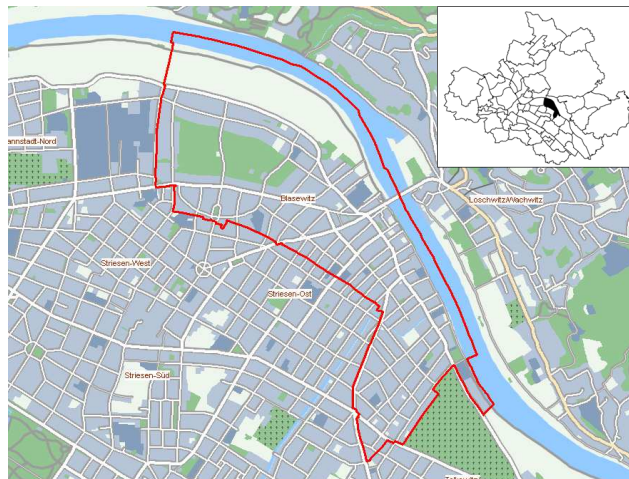 annstadt-Nord
Blasewitz
Loschwitz/Wachwitz
Striesen-West
Striesen-Ost
Striesen-Süd